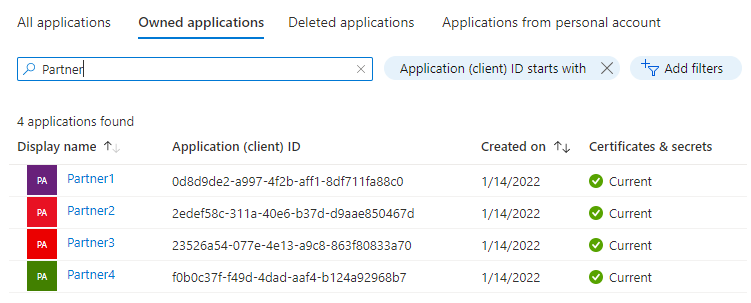 All applications Owned applications Deleted applications Applications from personal account
Partner Application (client) ID starts with Add filters
4 applications found
Display name Application (client) ID Created on Certificates & secrets
PA Partner1 0d8d9de2-a997-4f2b-aff1-8df711fa88c0 1/14/2022 Current
PA Partner2 2edef58c-311a-40e6-b37d-d9aae850467d 1/14/2022 Current
PA Partner3 23526a54-077e-4e13-a9c8-863f80833a70 1/14/2022 Current
PA Partner4 f0b0c37f-f49d-4dad-aaf4-b124a92968b7 1/14/2022 Current